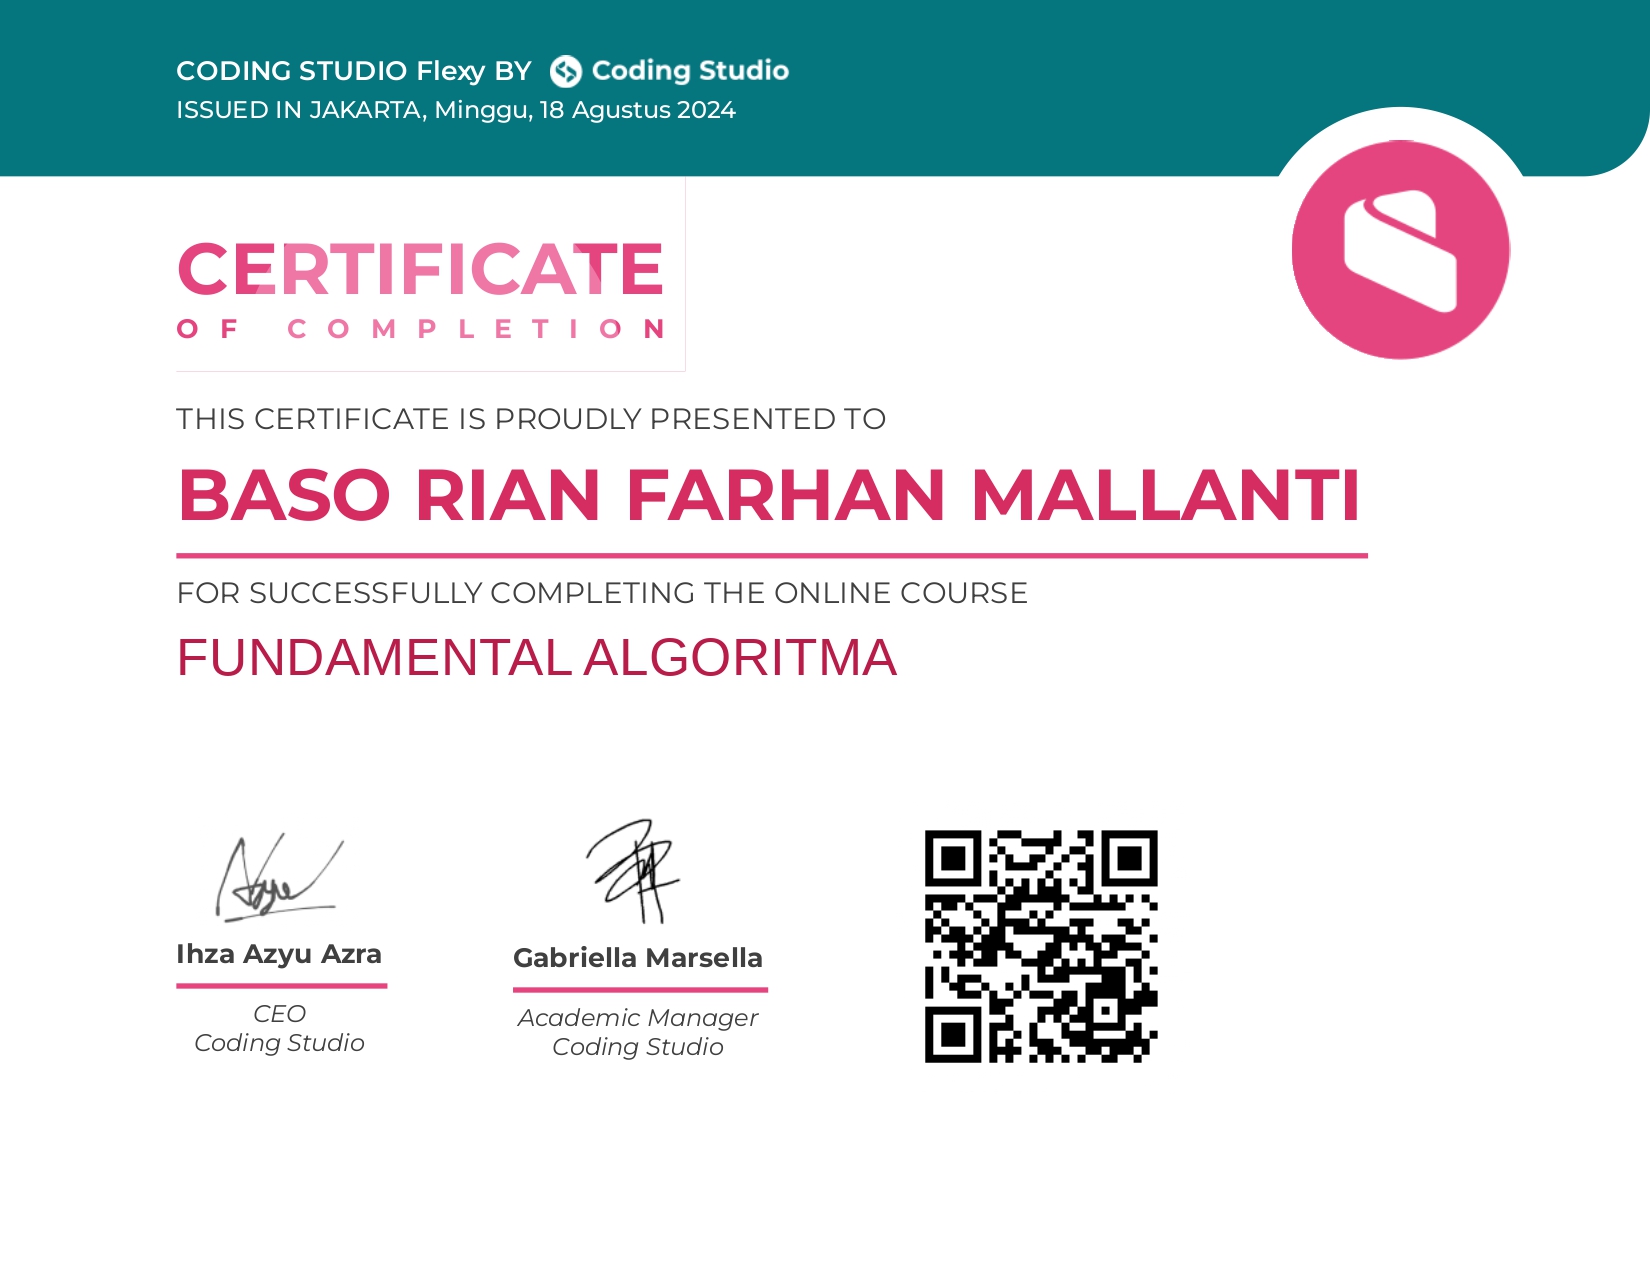 CODING STUDIO Flexy BY Coding Studio
ISSUED IN JAKARTA, Minggu, 18 Agustus 2024
CERTIFICATE
OF COMPLETION
THIS CERTIFICATE IS PROUDLY PRESENTED TO
BASO RIAN FARHAN MALLANTI
FOR SUCCESSFULLY COMPLETING THE ONLINE COURSE
FUNDAMENTAL ALGORITMA
Ihza Azyu Azra
CEO
Coding Studio
Gabriella Marsella
Academic Manager
Coding Studio